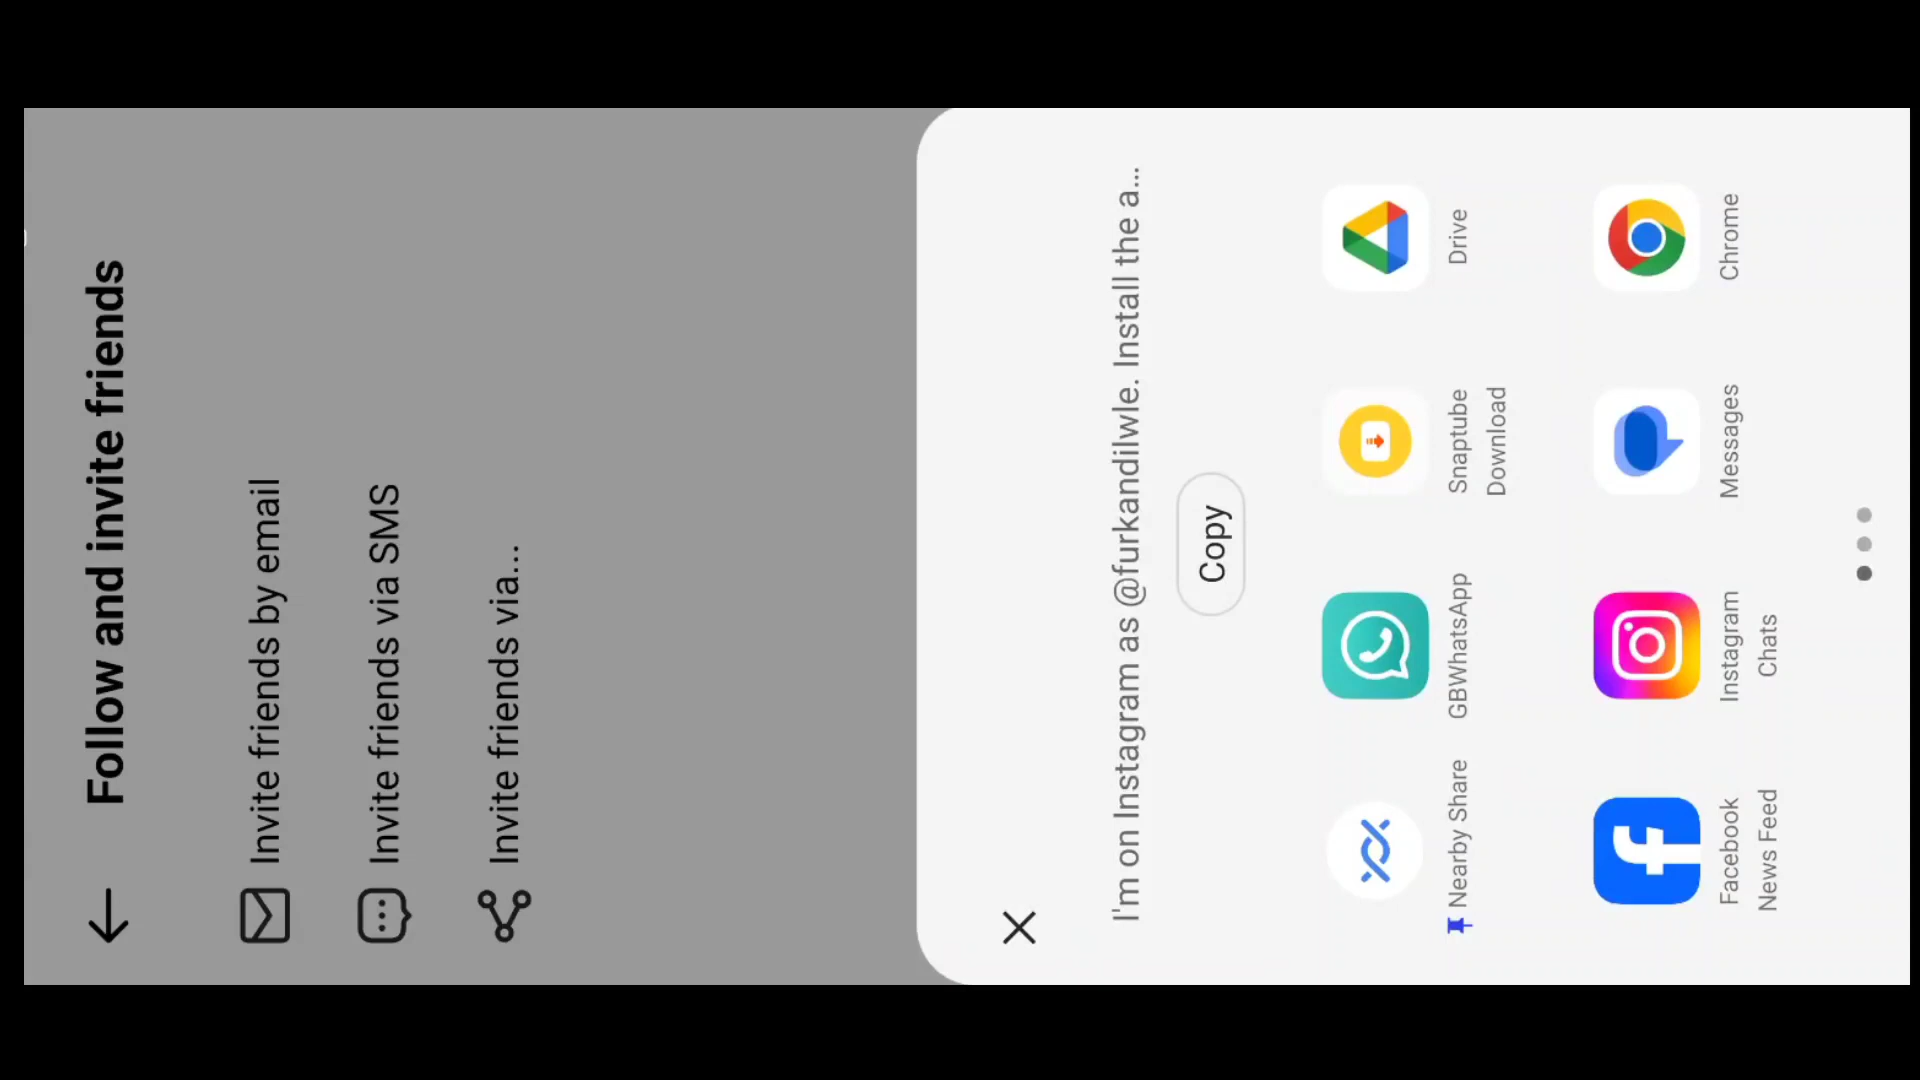 Follow and invite friends
Invite friends by email
Invite friends via SMS
Invite friends via...
I'm on Instagram as @furkandilwle. Install the a...
Copy
Nearby Share
GBWhatsApp
Snaptube
Download
Drive
Facebook
News Feed
Instagram
Chats
Messages
Chrome